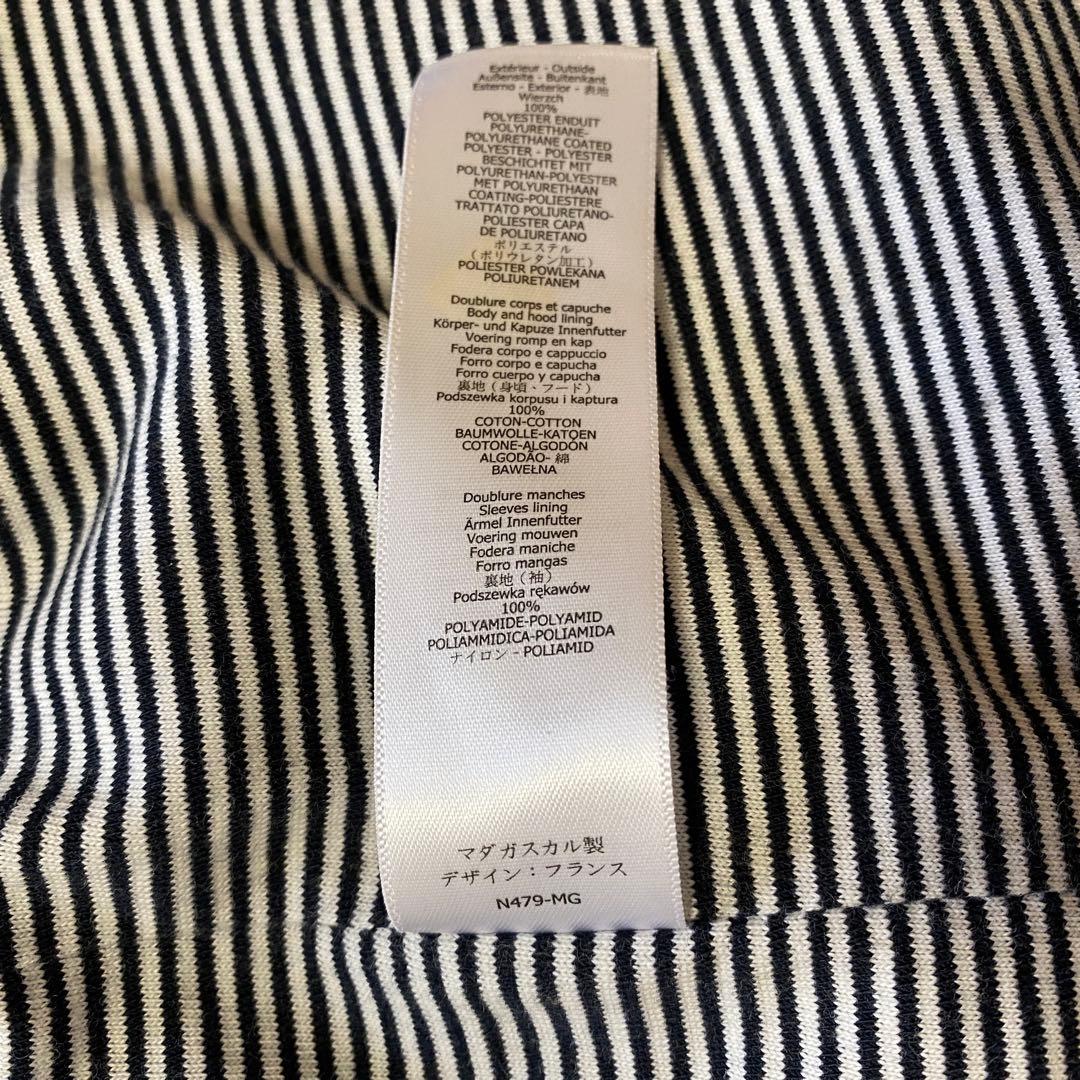 Extérieur - Outside
Außenseite - Buitenkant
Esterno - Exterior - 表地
Wierzch
100%
POLYESTER ENDUIT
POLYURETHANE-
POLYURETHANE COATED
POLYESTER - POLYESTER
BESCHICHTET MIT
POLYURETHAN-POLYESTER
MET POLYURETHAAN
COATING-POLIESTERE
TRATTATO POLIURETANO-
POLIESTER CAPA
DE POLIURETANO
ポリエステル
(ポリウレタン加工)
POLIESTER POWLEKANA
POLIURETANEM
Doublure corps et capuche
Body and hood lining
Körper- und Kapuze Innenfutter
Voering romp en kap
Fodera corpo e cappuccio
Forro corpo e capucha
Forro cuerpo y capucha
裏地(身頃、フード)
Podszewka korpusu i kaptura
100%
COTON-COTTON
BAUMWOLLE-KATOEN
COTONE-ALGODÓN
ALGODÃO- 綿
BAWEŁNA
Doublure manches
Sleeves lining
Ärmel Innenfutter
Voering mouwen
Fodera maniche
Forro mangas
裏地(袖)
Podszewka rękawów
100%
POLYAMIDE-POLYAMID
POLIAMMIDICA-POLIAMIDA
ナイロン - POLIAMID
マダガスカル製
デザイン:フランス
N479-MG